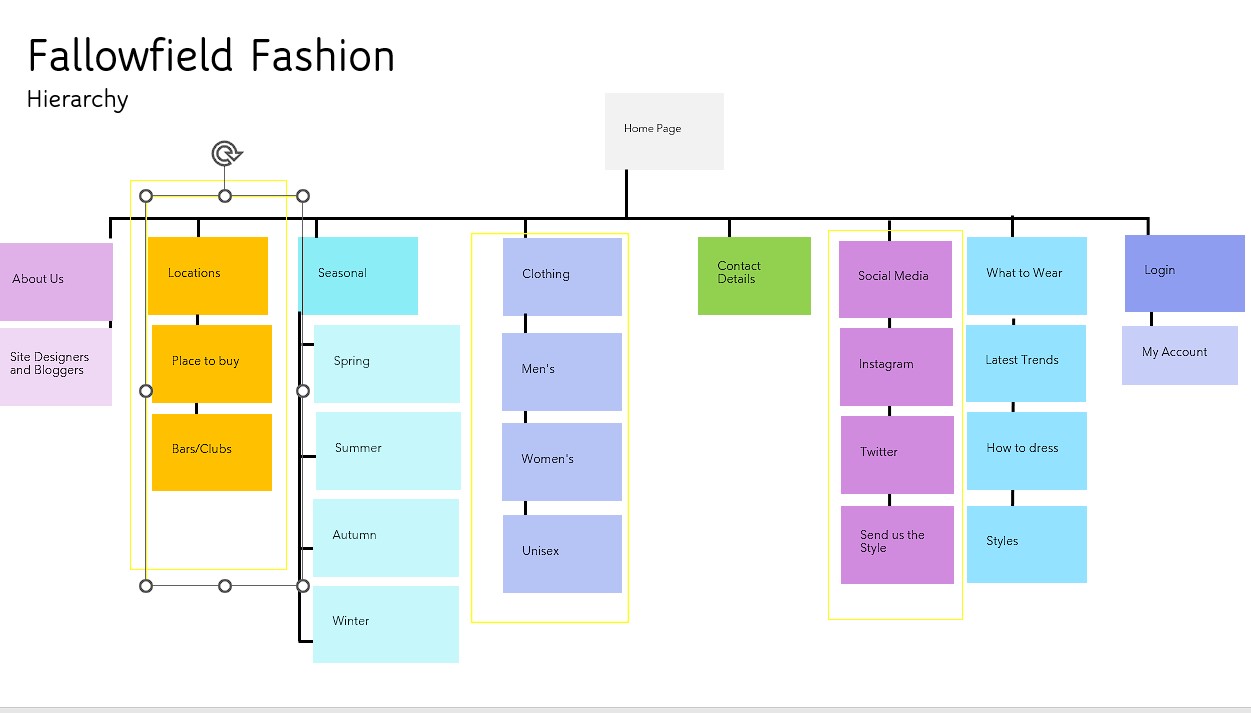 Fallowfield Fashion
Hierarchy
Home Page
About Us
Locations
Seasonal
Clothing
Contact
Details
Social Media
What to Wear
Login
Site Designers
and Bloggers
Place to buy
Spring
Men's
Instagram
Latest Trends
My Account
Bars/Clubs
Summer
Women's
Twitter
How to dress
Autumn
Unisex
Send us the
Style
Styles
Winter